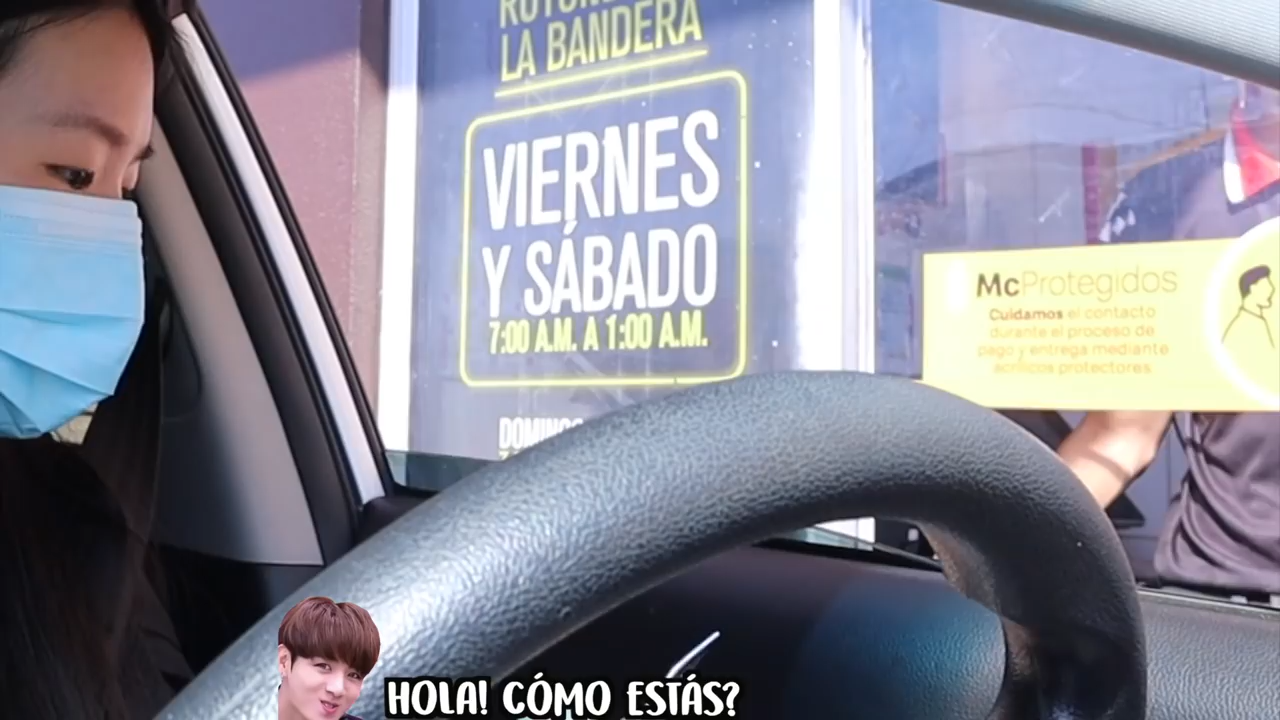 LA BANDERA
VIERNES
Y SÁBADO
7:00 A.M. A 1:00 A.M.
McProtegidos
Cuidamos el contacto
durante el proceso de
pago y entrega mediante
acrílicos protectores
HOLA! CÓMO ESTÁS?